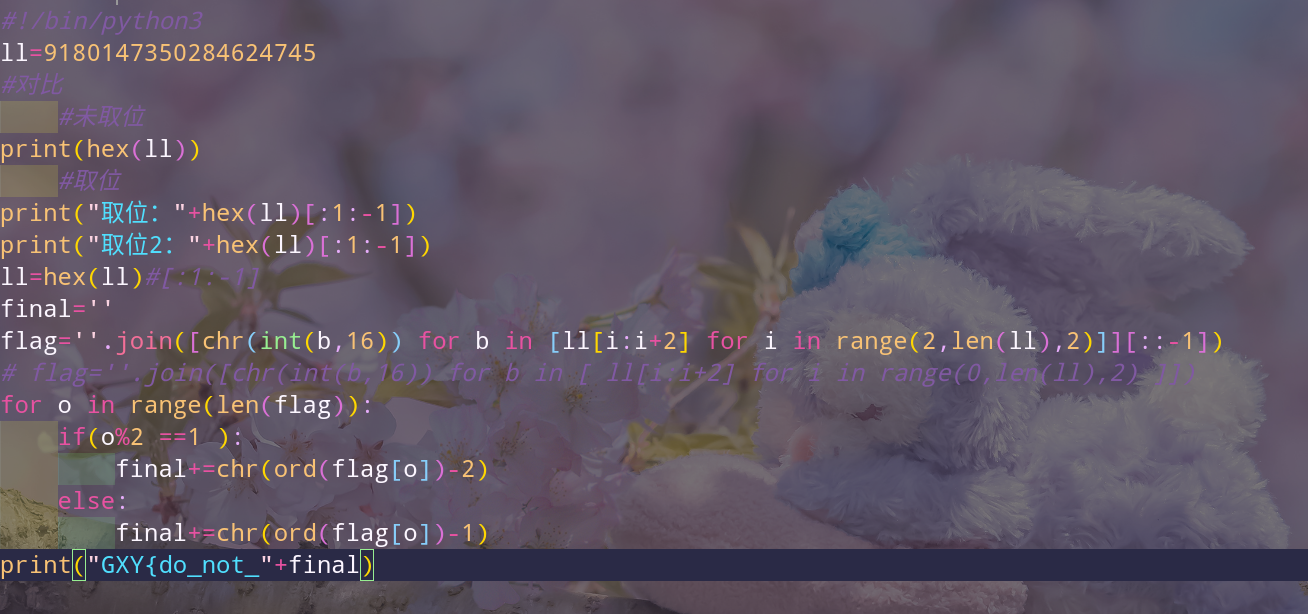 #!/bin/python3
ll=9180147350284624745
#对比
    #未取位
print(hex(ll))
    #取位
print("取位："+hex(ll)[:1:-1])
print("取位2："+hex(ll)[:1:-1])
ll=hex(ll)#[:1:-1]
final=''
flag=''.join([chr(int(b,16)) for b in [ll[i:i+2] for i in range(2,len(ll),2)]][::-1])
# flag=''.join([chr(int(b,16)) for b in [ ll[i:i+2] for i in range(0,len(ll),2) ]])
for o in range(len(flag)):
    if(o%2 ==1 ):
        final+=chr(ord(flag[o])-2)
    else:
        final+=chr(ord(flag[o])-1)
print("GXY{do_not_"+final)